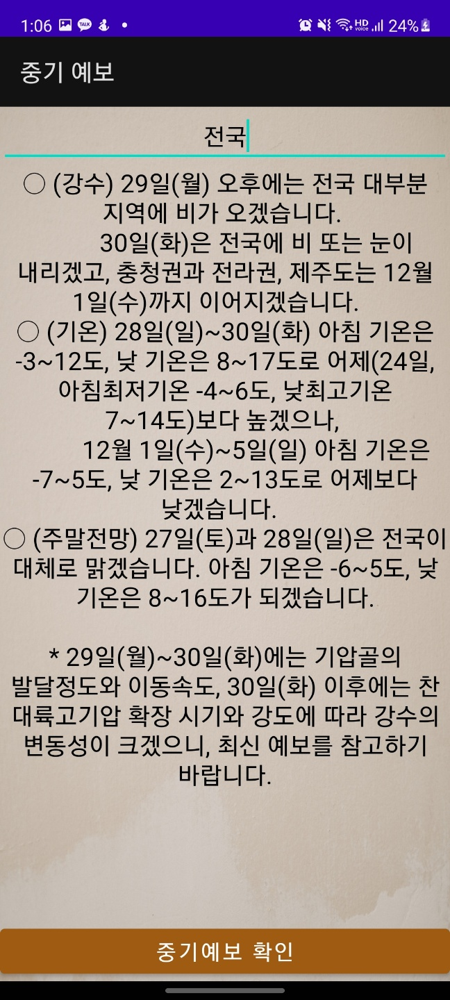 1:06 TALK HD voice 24%
중기 예보
전국
○ (강수) 29일(월) 오후에는 전국 대부분
지역에 비가 오겠습니다.
30일(화)은 전국에 비 또는 눈이
내리겠고, 충청권과 전라권, 제주도는 12월
1일(수)까지 이어지겠습니다.
○ (기온) 28일(일)~30일(화) 아침 기온은
-3~12도, 낮 기온은 8~17도로 어제(24일,
아침최저기온 -4~6도, 낮최고기온
7~14도)보다 높겠으나,
12월 1일(수)~5일(일) 아침 기온은
-7~5도, 낮 기온은 2~13도로 어제보다
낮겠습니다.
○ (주말전망) 27일(토)과 28일(일)은 전국이
대체로 맑겠습니다. 아침 기온은 -6~5도, 낮
기온은 8~16도가 되겠습니다.
* 29일(월)~30일(화)에는 기압골의
발달정도와 이동속도, 30일(화) 이후에는 찬
대륙고기압 확장 시기와 강도에 따라 강수의
변동성이 크겠으니, 최신 예보를 참고하기
바랍니다.
중기예보 확인